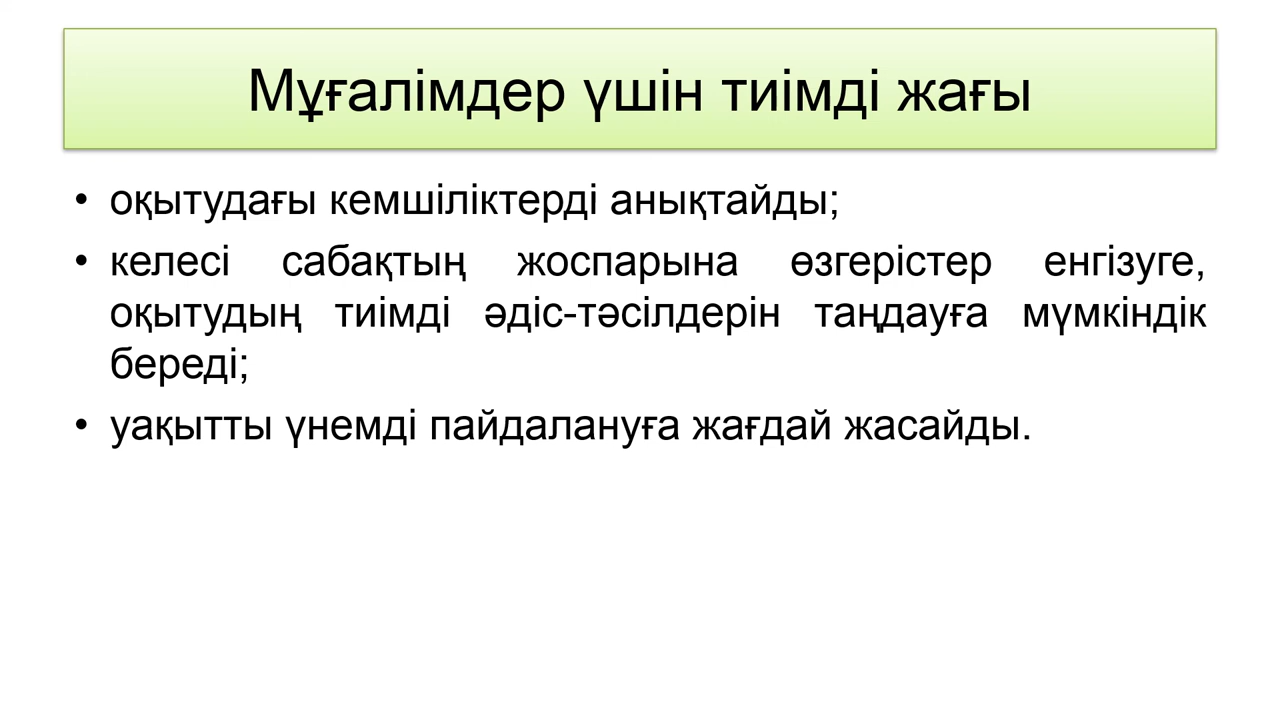 Мұғалімдер үшін тиімді жағы
• оқытудағы кемшіліктерді анықтайды;
• келесі сабақтың жоспарына өзгерістер енгізуге,
оқытудың тиімді әдіс-тәсілдерін таңдауға мүмкіндік
береді;
• уақытты үнемді пайдалануға жағдай жасайды.